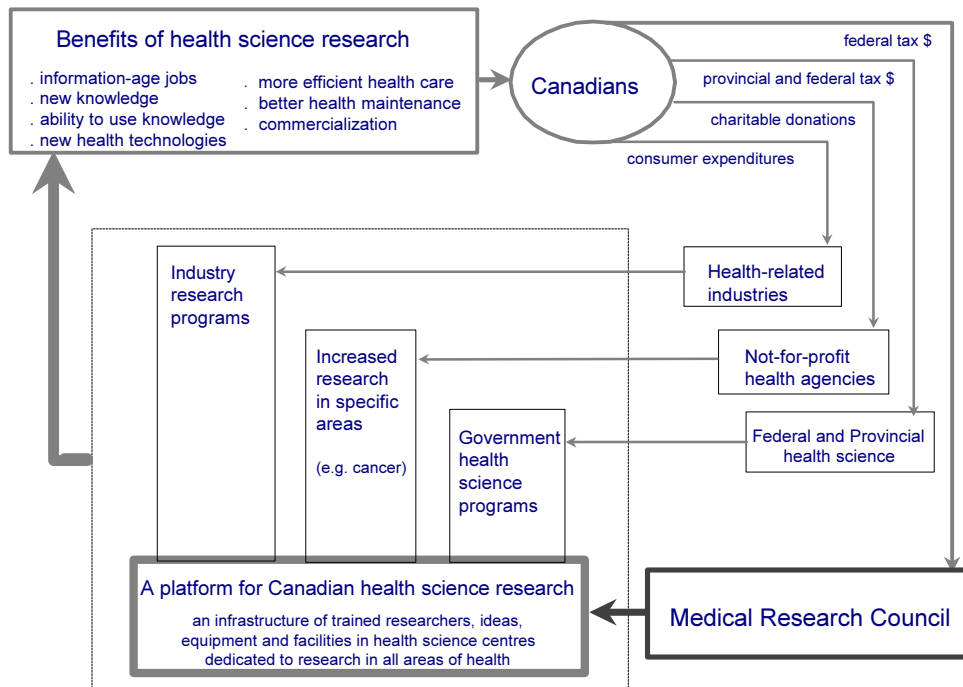 Benefits of health science research
. information-age jobs
. new knowledge
. ability to use knowledge
. new health technologies
. more efficient health care
. better health maintenance
. commercialization
Canadians
federal tax $
provincial and federal tax $
charitable donations
consumer expenditures
Industry
research
programs
Health-related
industries
Increased
research
in specific
areas
(e.g. cancer)
Not-for-profit
health agencies
Government
health
science
programs
Federal and Provincial
health science
A platform for Canadian health science research
an infrastructure of trained researchers, ideas,
equipment and facilities in health science centres
dedicated to research in all areas of health
Medical Research Council